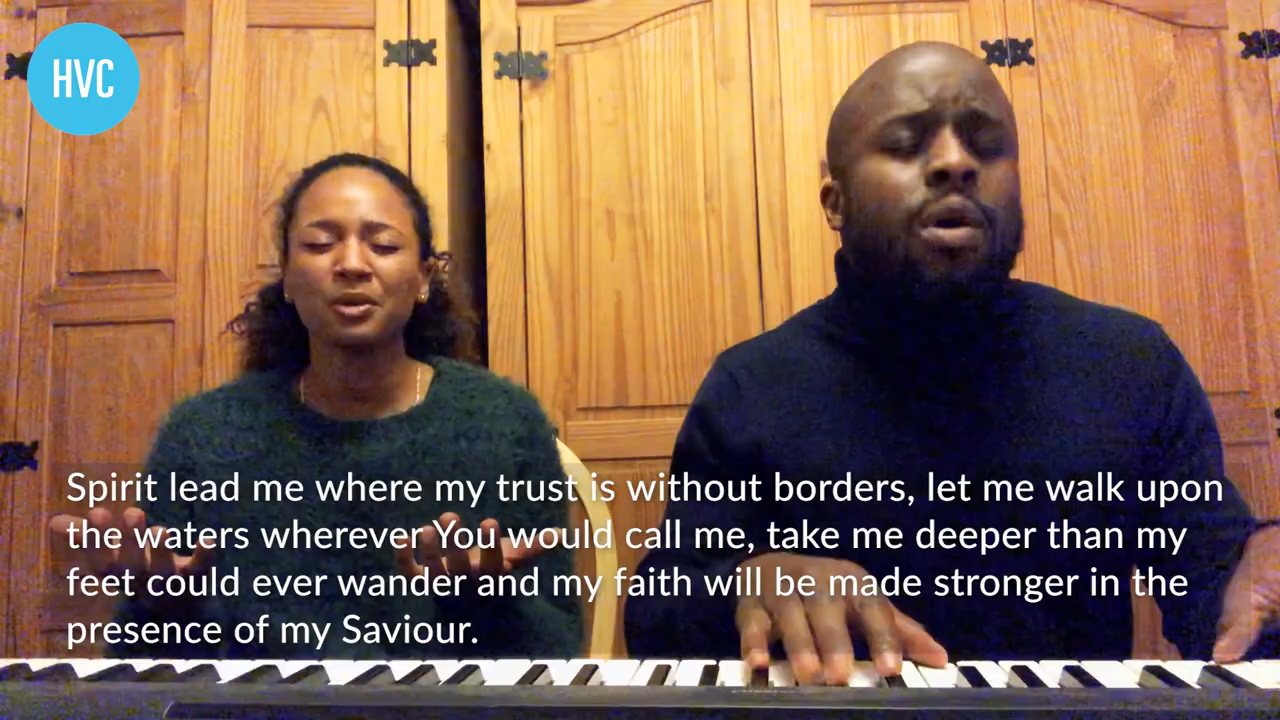 HVC
Spirit lead me where my trust is without borders, let me walk upon
the waters wherever You would call me, take me deeper than my
feet could ever wander and my faith will be made stronger in the
presence of my Saviour.